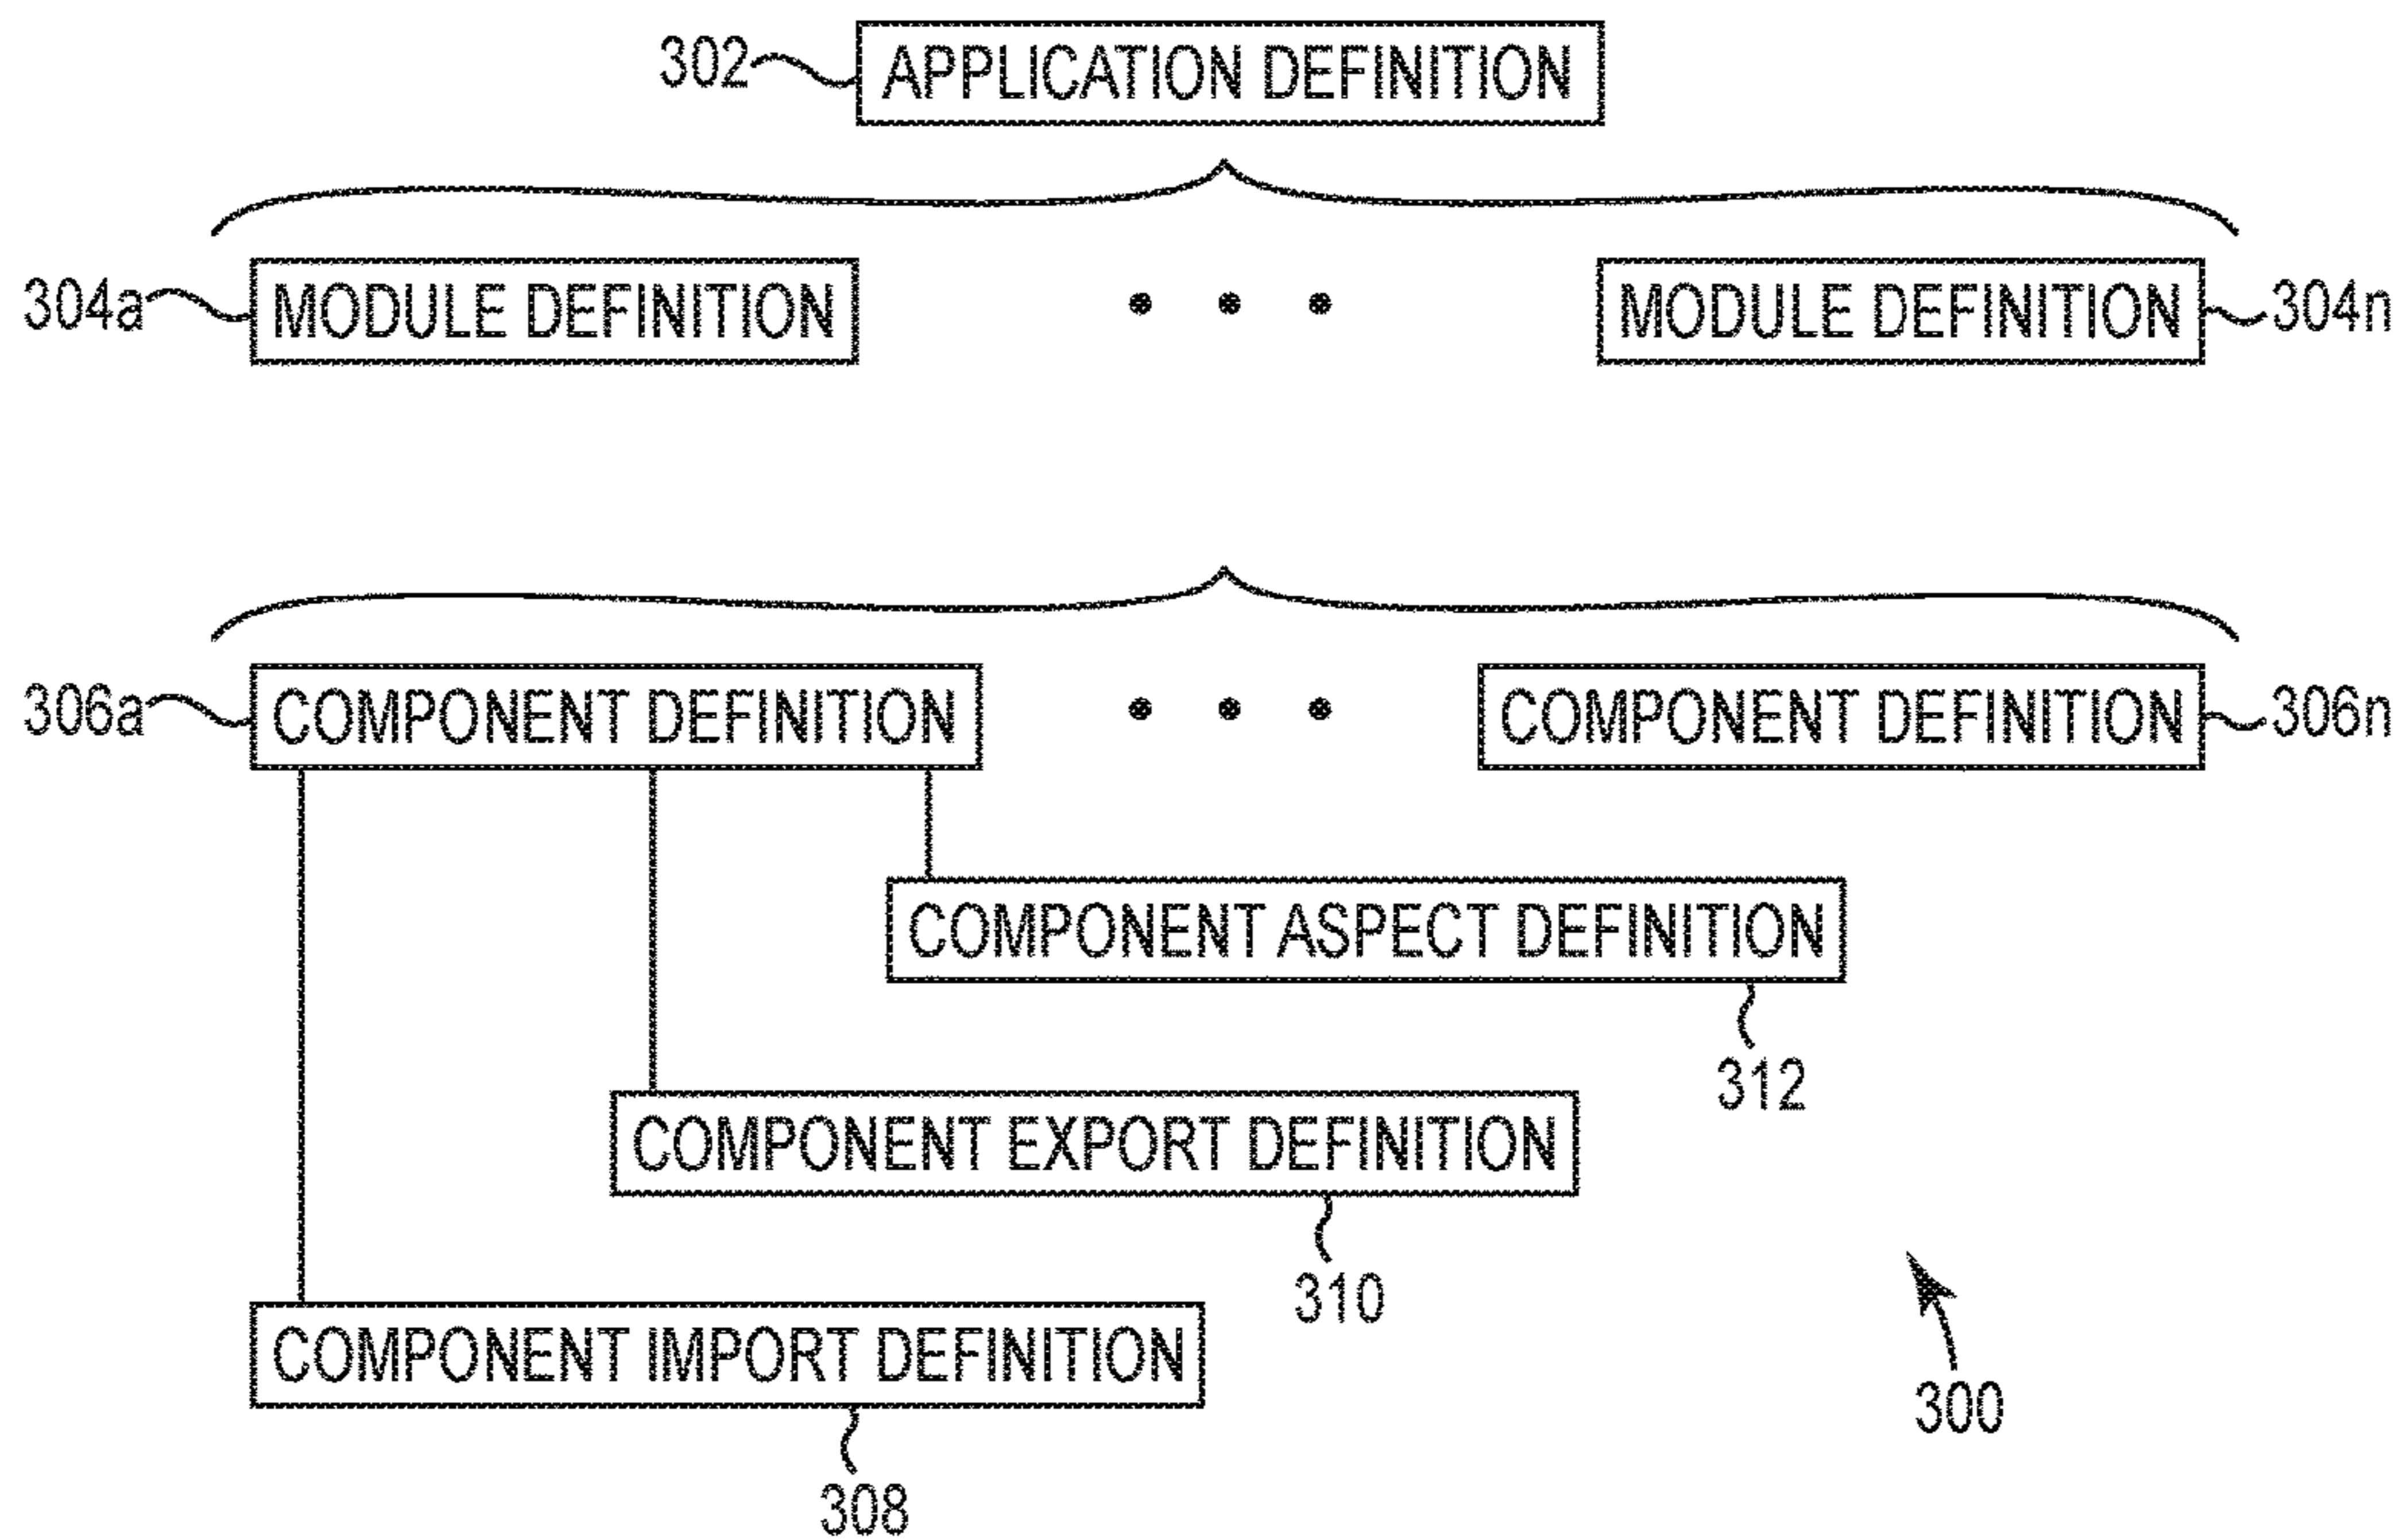 302 APPLICATION DEFINITION
304a MODULE DEFINITION • • • MODULE DEFINITION 304n
306a COMPONENT DEFINITION • • • COMPONENT DEFINITION 306n
COMPONENT ASPECT DEFINITION
312
COMPONENT EXPORT DEFINITION
310
COMPONENT IMPORT DEFINITION
308
300